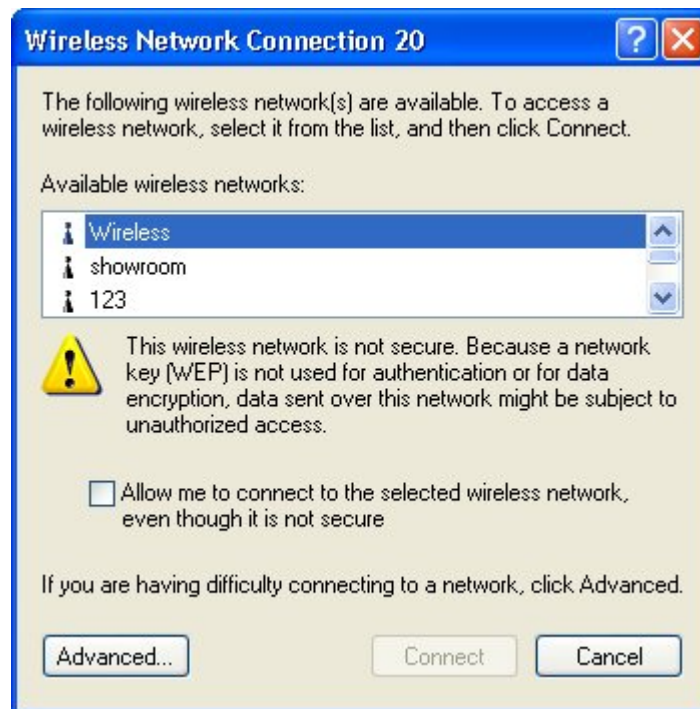 Wireless Network Connection 20
The following wireless network(s) are available. To access a
wireless network, select it from the list, and then click Connect.
Available wireless networks:
Wireless
showroom
123
This wireless network is not secure. Because a network
key (WEP) is not used for authentication or for data
encryption, data sent over this network might be subject to
unauthorized access.
Allow me to connect to the selected wireless network,
even though it is not secure
If you are having difficulty connecting to a network, click Advanced.
Advanced... Connect Cancel